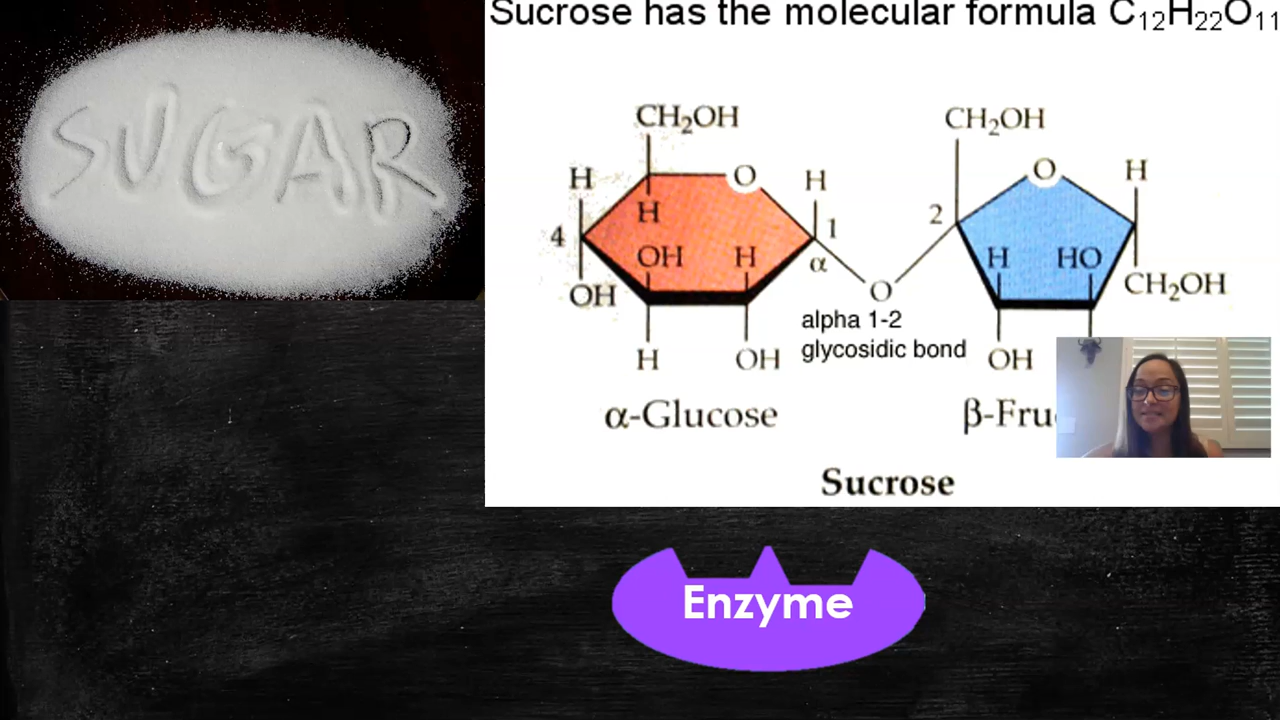 SUGAR
Sucrose has the molecular formula C₁₂H₂₂O₁₁
CH₂OH CH₂OH
H O H O H
H
4 1 2
OH H α H HO
OH O CH₂OH
alpha 1-2
glycosidic bond
H OH OH
α-Glucose β-Fru
Sucrose
Enzyme